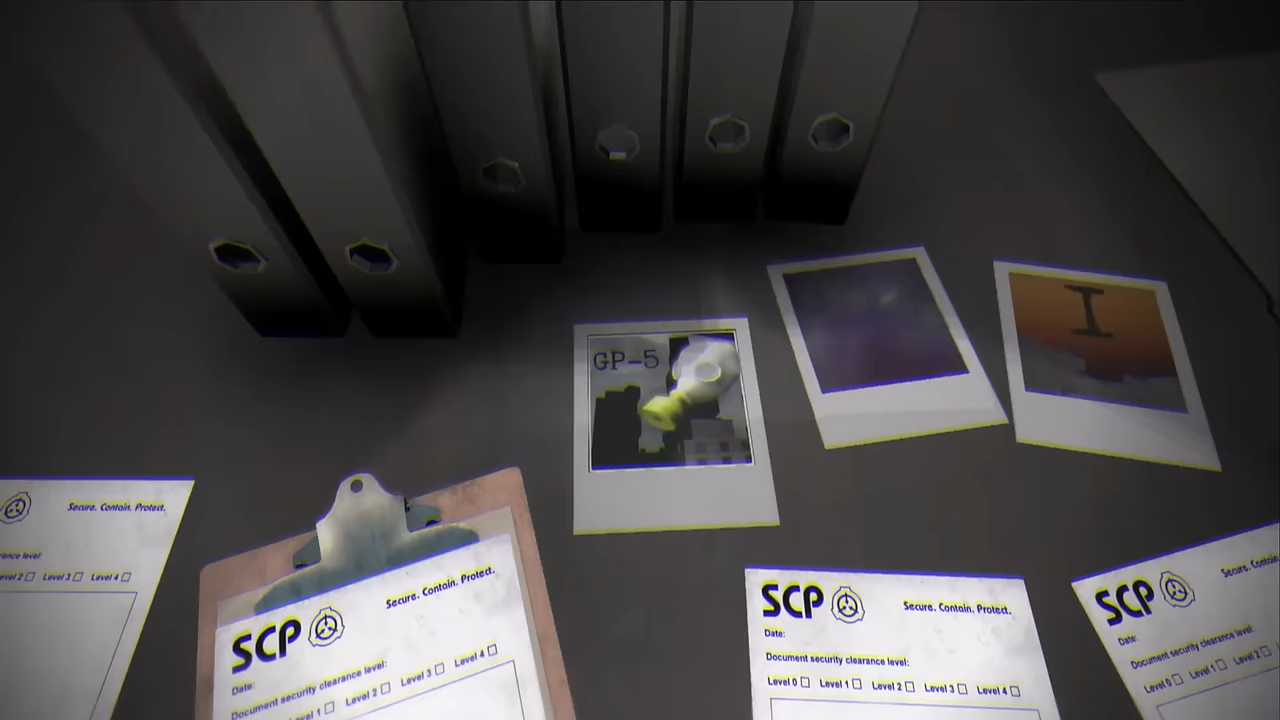 GP-5
I
Secure. Contain. Protect.
Level 2 Level 3 Level 4
SCP
Secure. Contain. Protect.
Date:
Document security clearance level:
Level 1 Level 2 Level 3 Level 4
SCP
Secure. Contain. Protect.
Date:
Document security clearance level:
Level 0 Level 1 Level 2 Level 3 Level 4
SCP
Secure.
Date:
Document security clearance level:
Level 0 Level 1 Level 2